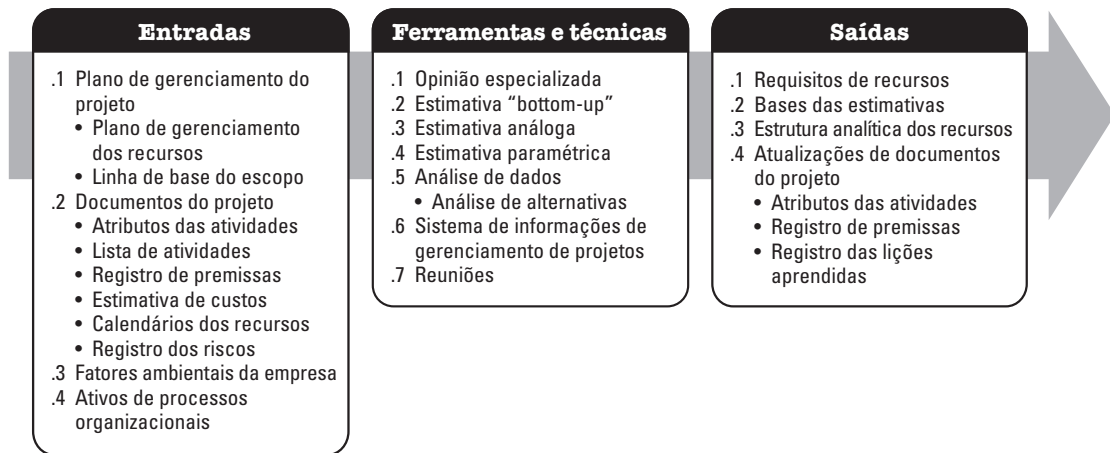 Entradas
.1 Plano de gerenciamento do
projeto
• Plano de gerenciamento
dos recursos
• Linha de base do escopo
.2 Documentos do projeto
• Atributos das atividades
• Lista de atividades
• Registro de premissas
• Estimativa de custos
• Calendários dos recursos
• Registro dos riscos
.3 Fatores ambientais da empresa
.4 Ativos de processos
organizacionais
Ferramentas e técnicas
.1 Opinião especializada
.2 Estimativa “bottom-up”
.3 Estimativa análoga
.4 Estimativa paramétrica
.5 Análise de dados
• Análise de alternativas
.6 Sistema de informações de
gerenciamento de projetos
.7 Reuniões
Saídas
.1 Requisitos de recursos
.2 Bases das estimativas
.3 Estrutura analítica dos recursos
.4 Atualizações de documentos
do projeto
• Atributos das atividades
• Registro de premissas
• Registro das lições
aprendidas